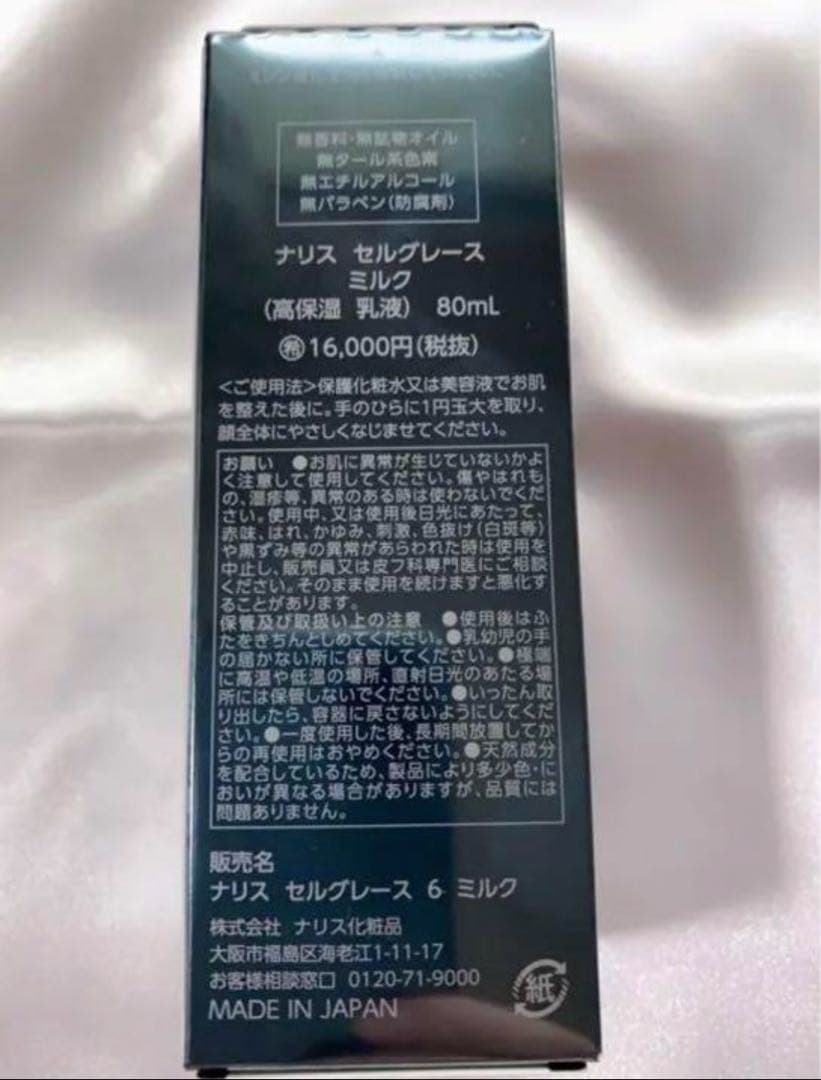 無香料・無鉱物オイル
無タール系色素
無エチルアルコール
無パラベン(防腐剤)
ナリス セルグレース
ミルク
(高保湿 乳液) 80mL
㊇16,000円(税抜)
<ご使用法>保護化粧水又は美容液でお肌
を整えた後に。手のひらに1円玉大を取り、
顔全体にやさしくなじませてください。
お願い ●お肌に異常が生じていないかよ
く注意して使用してください。傷やはれも
の、湿疹等、異常のある時は使わないでくだ
さい。使用中、又は使用後日光にあたって、
赤味、はれ、かゆみ、刺激、色抜け(白斑等)
や黒ずみ等の異常があらわれた時は使用を
中止し、販売員又は皮フ科専門医にご相談
ください。そのまま使用を続けますと悪化す
ることがあります。
保管及び取扱い上の注意 ●使用後はふ
たをきちんとしめてください。●乳幼児の手
の届かない所に保管してください。●極端
に高温や低温の場所、直射日光のあたる場
所には保管しないでください。●いったん取
り出したら、容器に戻さないようにしてくだ
さい。●一度使用した後、長期間放置してか
らの再使用はおやめください。●天然成分
を配合しているため、製品により多少色・に
おいが異なる場合がありますが、品質には
問題ありません。
販売名
ナリス セルグレース 6 ミルク
株式会社 ナリス化粧品
大阪市福島区海老江1-11-17
お客様相談窓口 0120-71-9000
MADE IN JAPAN
紙